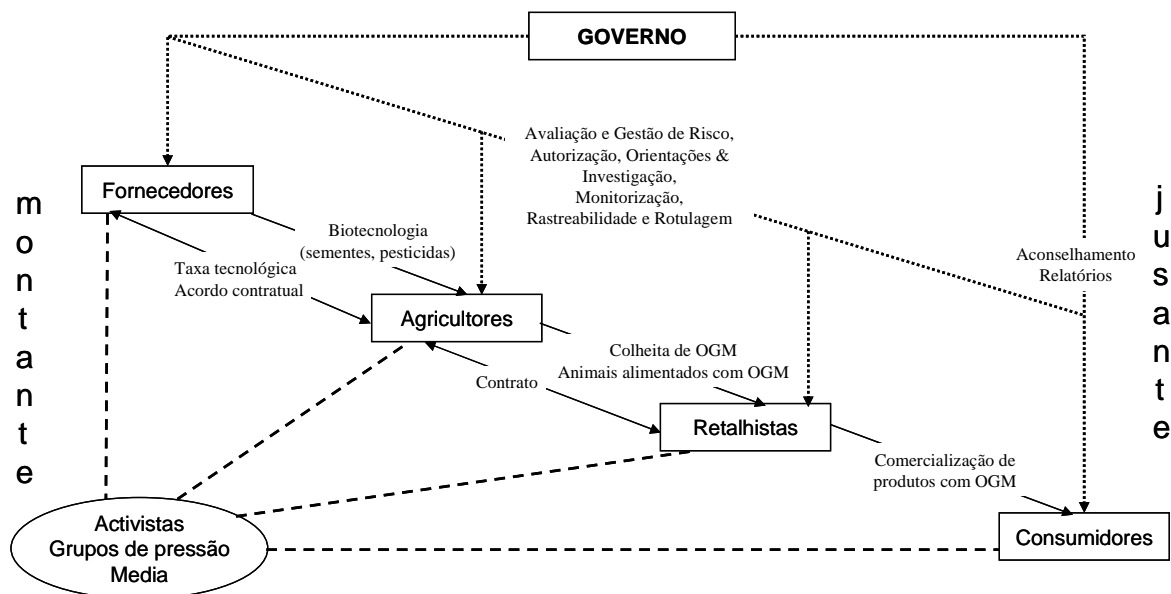 GOVERNO
Avaliação e Gestão de Risco,
Autorização, Orientações &
Investigação,
Monitorização,
Rastreabilidade e Rotulagem
Fornecedores
montante
jusante
Biotecnologia
(sementes, pesticidas)
Taxa tecnológica
Acordo contratual
Aconselhamento
Relatórios
Agricultores
Colheita de OGM
Animais alimentados com OGM
Contrato
Retalhistas
Comercialização de
produtos com OGM
Activistas
Grupos de pressão
Media
Consumidores